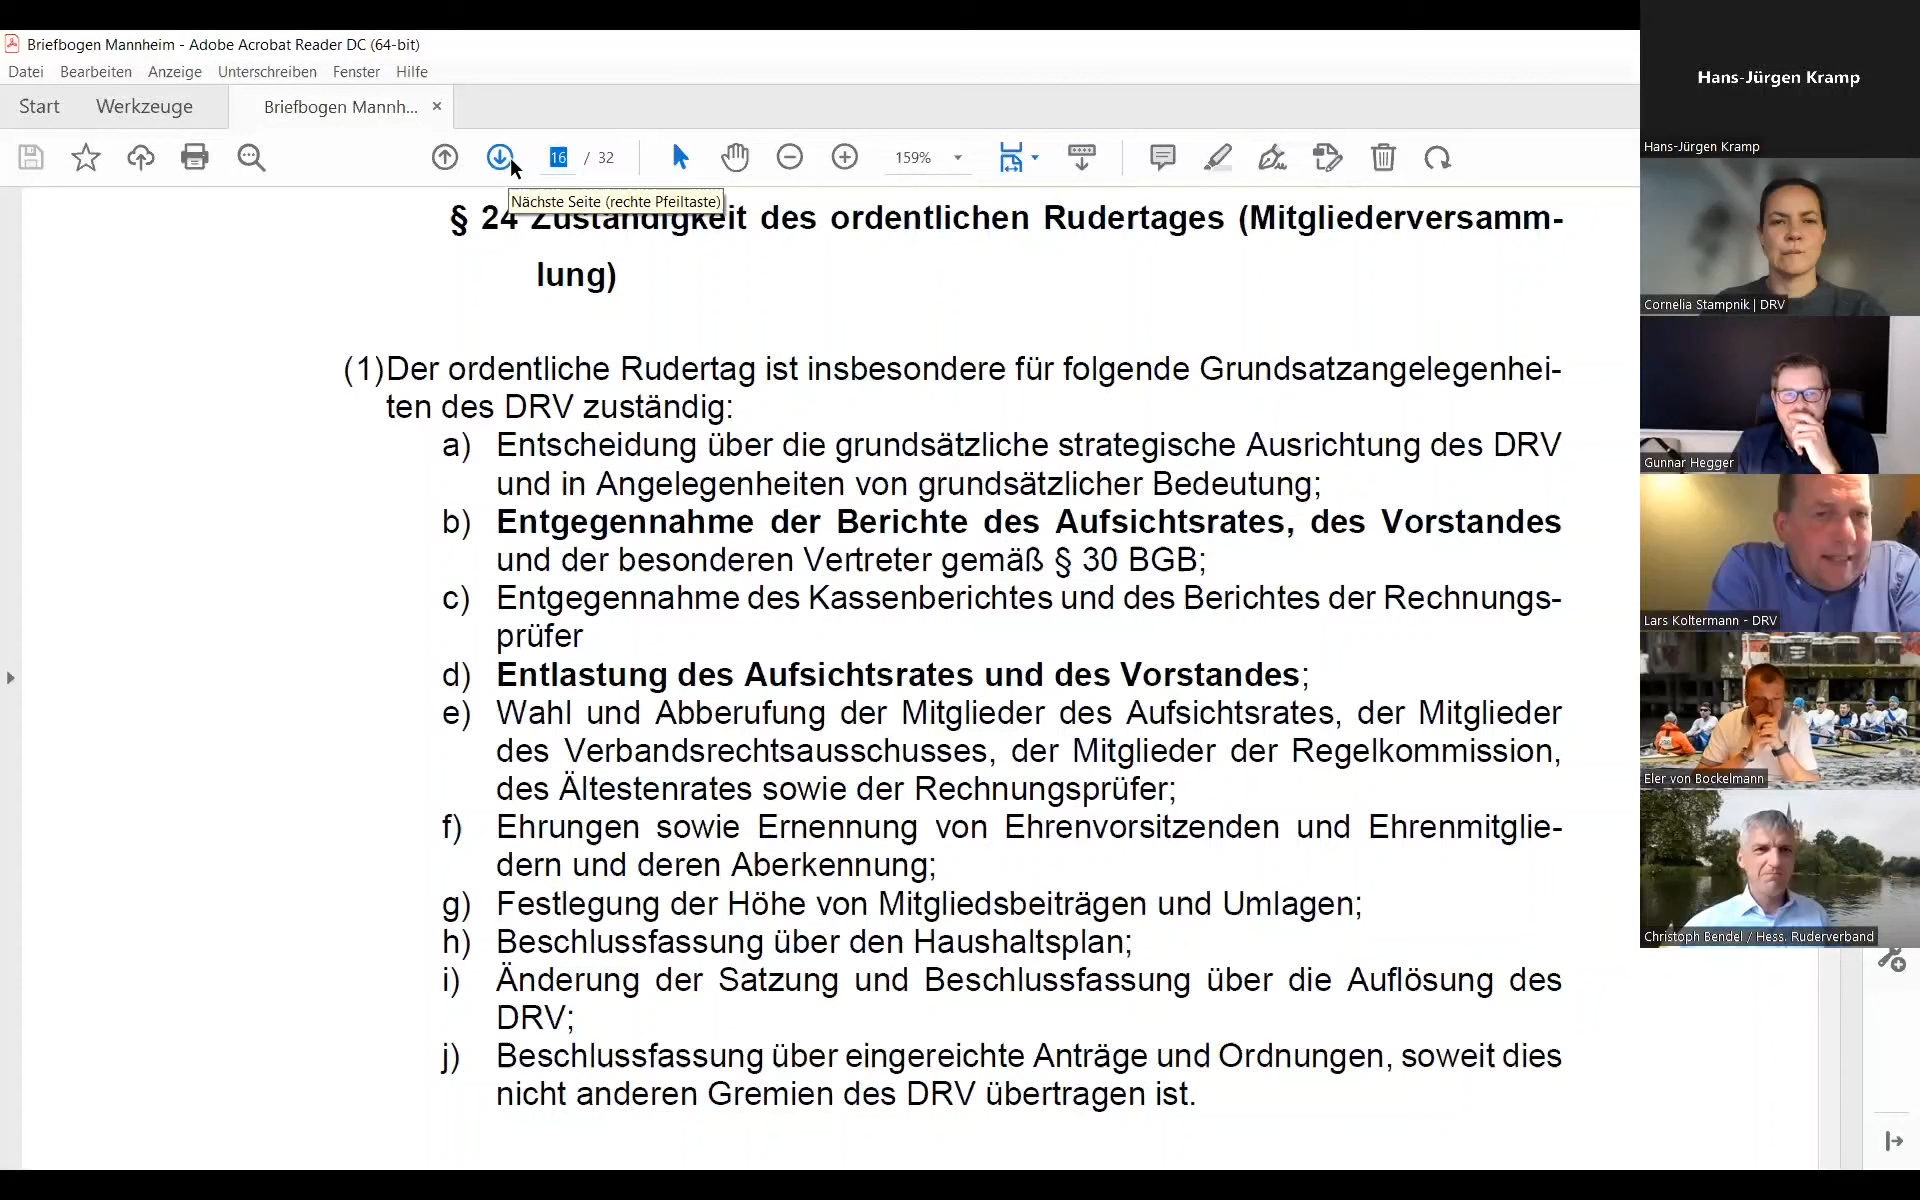 Briefbogen Mannheim - Adobe Acrobat Reader DC (64-bit)
Datei Bearbeiten Anzeige Unterschreiben Fenster Hilfe
Start Werkzeuge Briefbogen Mannh... ×
16 / 32 159%
Nächste Seite (rechte Pfeiltaste)
§ 24 Zuständigkeit des ordentlichen Rudertages (Mitgliederversamm-
lung)
(1)Der ordentliche Rudertag ist insbesondere für folgende Grundsatzangelegenhei-
ten des DRV zuständig:
a) Entscheidung über die grundsätzliche strategische Ausrichtung des DRV
und in Angelegenheiten von grundsätzlicher Bedeutung;
b) Entgegennahme der Berichte des Aufsichtsrates, des Vorstandes
und der besonderen Vertreter gemäß § 30 BGB;
c) Entgegennahme des Kassenberichtes und des Berichtes der Rechnungs-
prüfer
d) Entlastung des Aufsichtsrates und des Vorstandes;
e) Wahl und Abberufung der Mitglieder des Aufsichtsrates, der Mitglieder
des Verbandsrechtsausschusses, der Mitglieder der Regelkommission,
des Ältestenrates sowie der Rechnungsprüfer;
f) Ehrungen sowie Ernennung von Ehrenvorsitzenden und Ehrenmitglie-
dern und deren Aberkennung;
g) Festlegung der Höhe von Mitgliedsbeiträgen und Umlagen;
h) Beschlussfassung über den Haushaltsplan;
i) Änderung der Satzung und Beschlussfassung über die Auflösung des
DRV;
j) Beschlussfassung über eingereichte Anträge und Ordnungen, soweit dies
nicht anderen Gremien des DRV übertragen ist.
Hans-Jürgen Kramp
Hans-Jürgen Kramp
Cornelia Stampnik | DRV
Gunnar Hegger
Lars Koltermann - DRV
Eler von Bockelmann
Christoph Bendel / Hess. Ruderverband